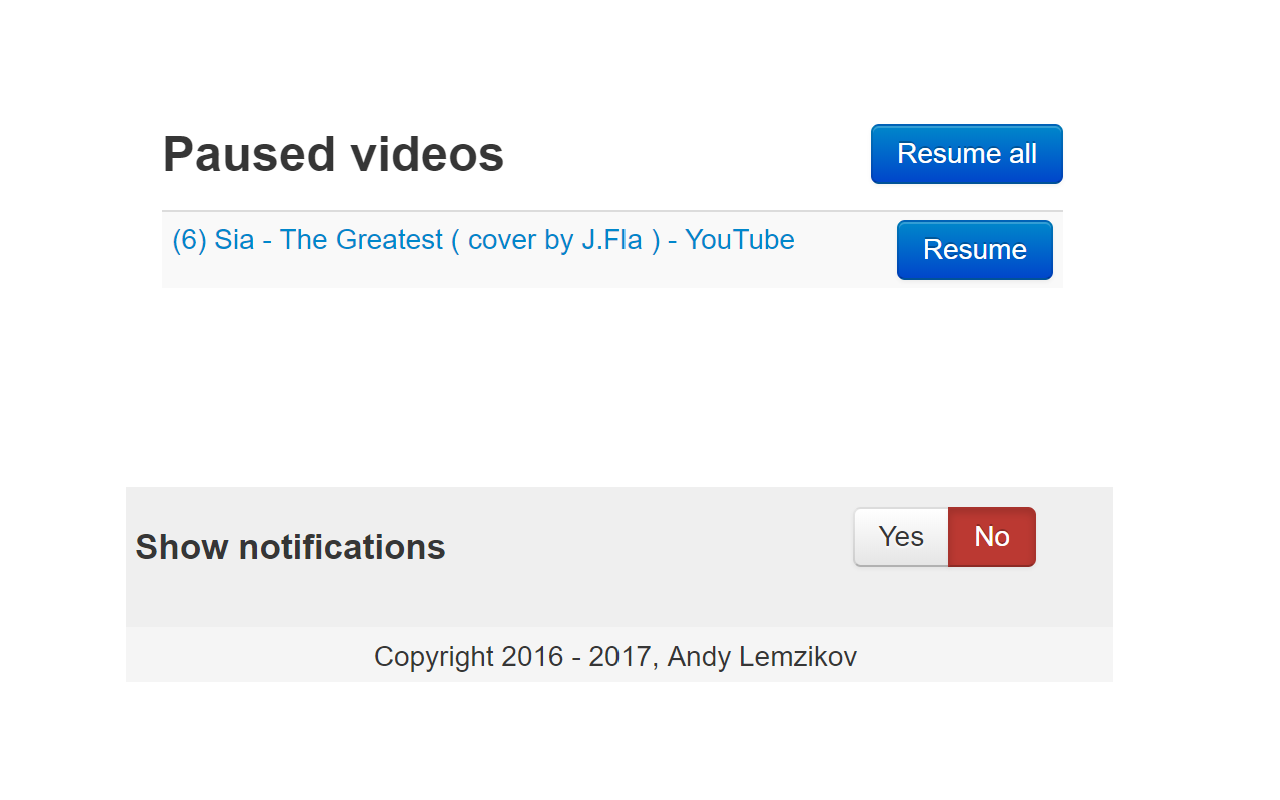 Paused videos
Resume all
(6) Sia - The Greatest ( cover by J.Fla ) - YouTube
Resume
Show notifications
Yes
No
Copyright 2016 - 2017, Andy Lemzikov